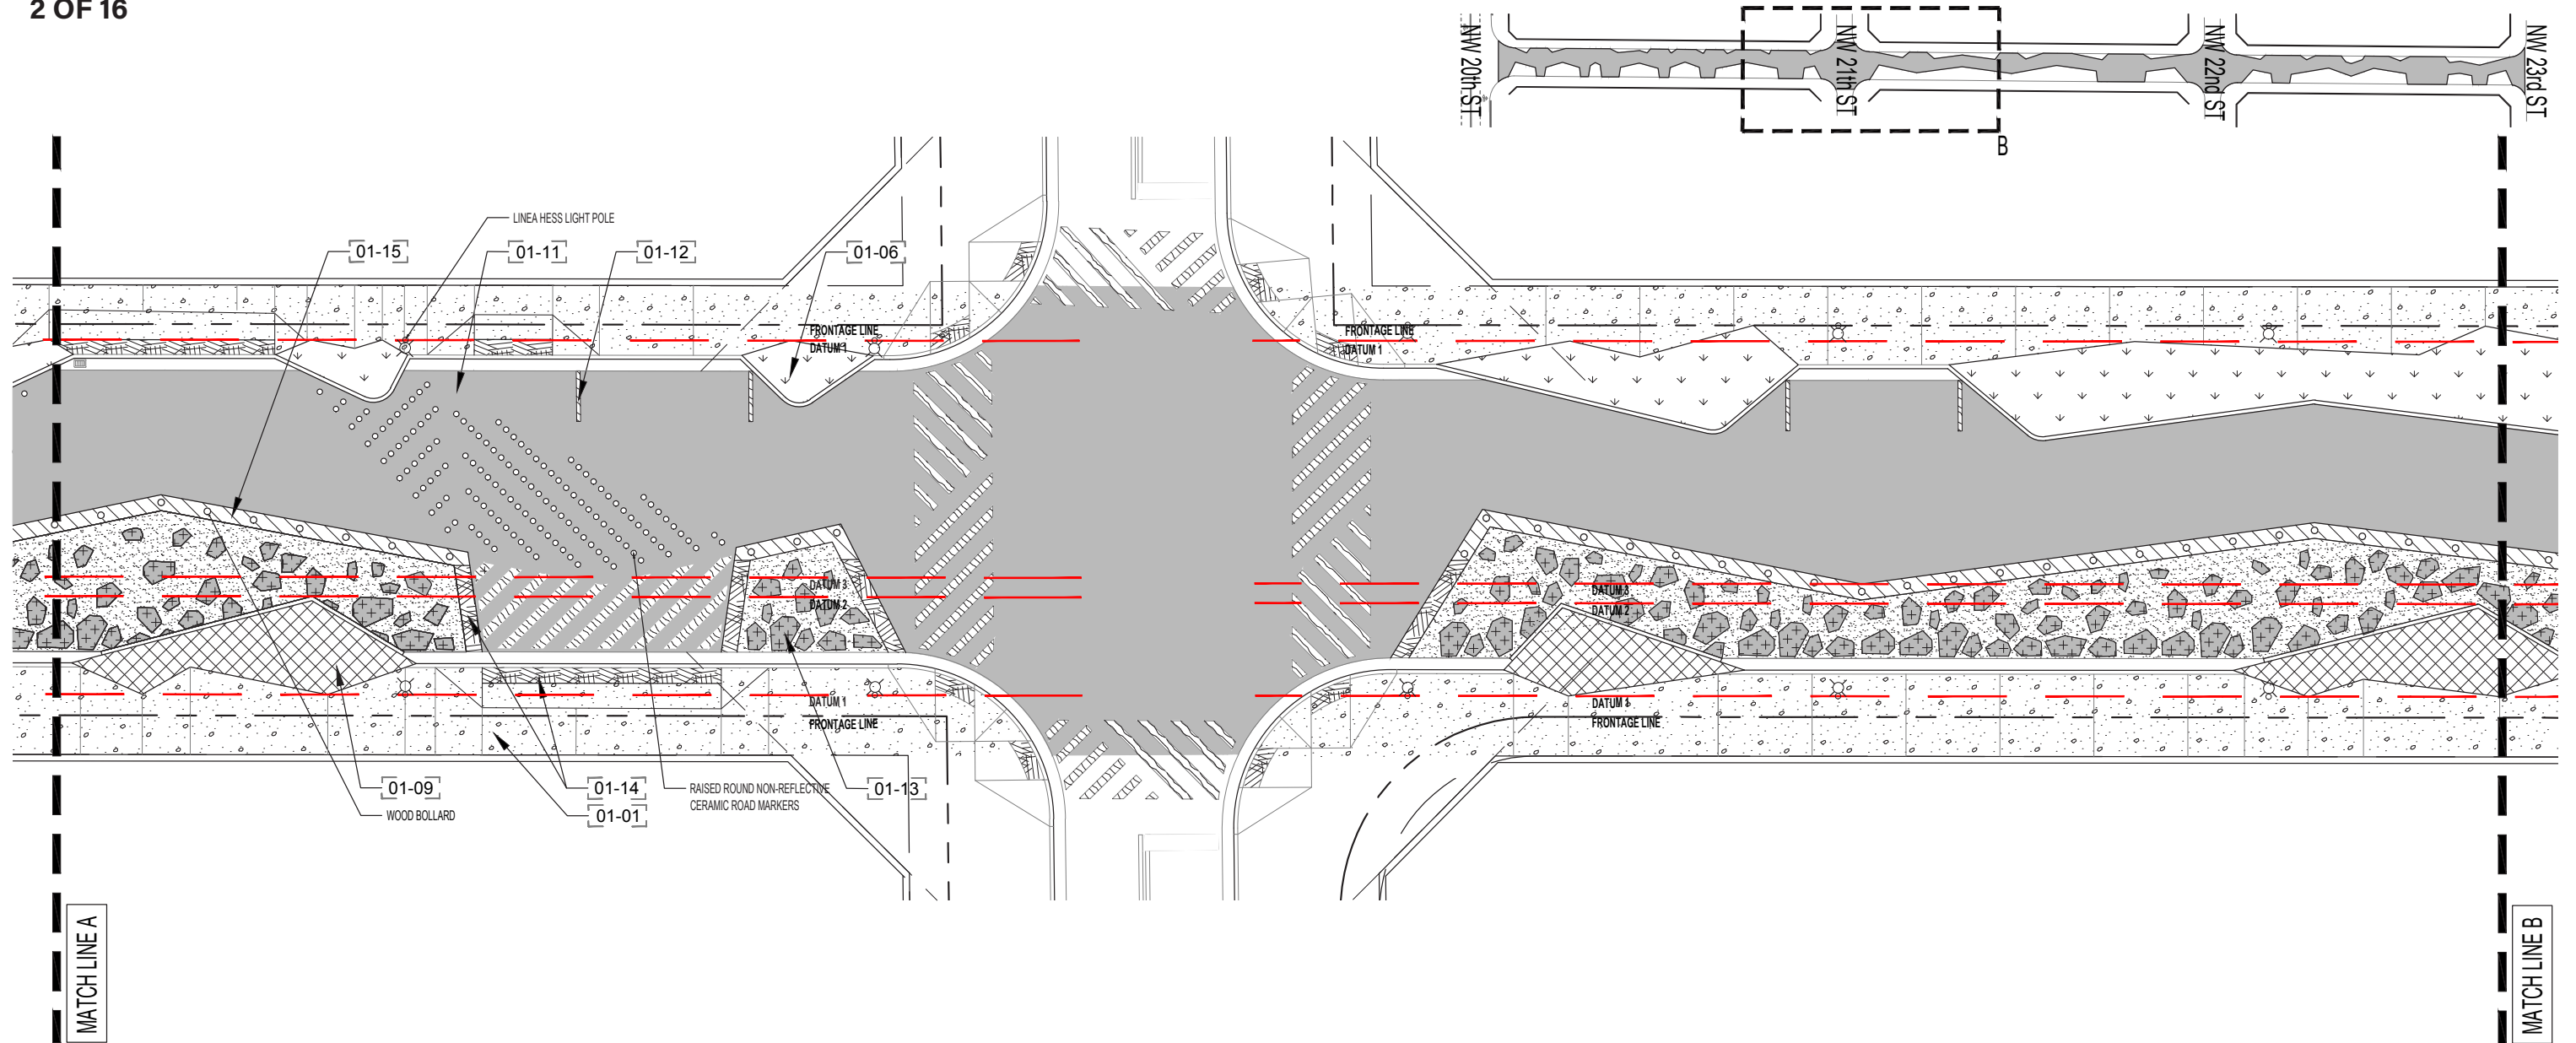 2 OF 16
NW 20th ST
NW 21th ST
NW 22nd ST
NW 23rd ST
B
LINEA HESS LIGHT POLE
01-15
01-11
01-12
01-06
FRONTAGE LINE
DATUM 1
FRONTAGE LINE
DATUM 1
DATUM 3
DATUM 2
DATUM 3
DATUM 2
DATUM 1
FRONTAGE LINE
DATUM 1
FRONTAGE LINE
01-09
WOOD BOLLARD
01-14
01-01
RAISED ROUND NON-REFLECTIVE
CERAMIC ROAD MARKERS
01-13
MATCH LINE A
MATCH LINE B